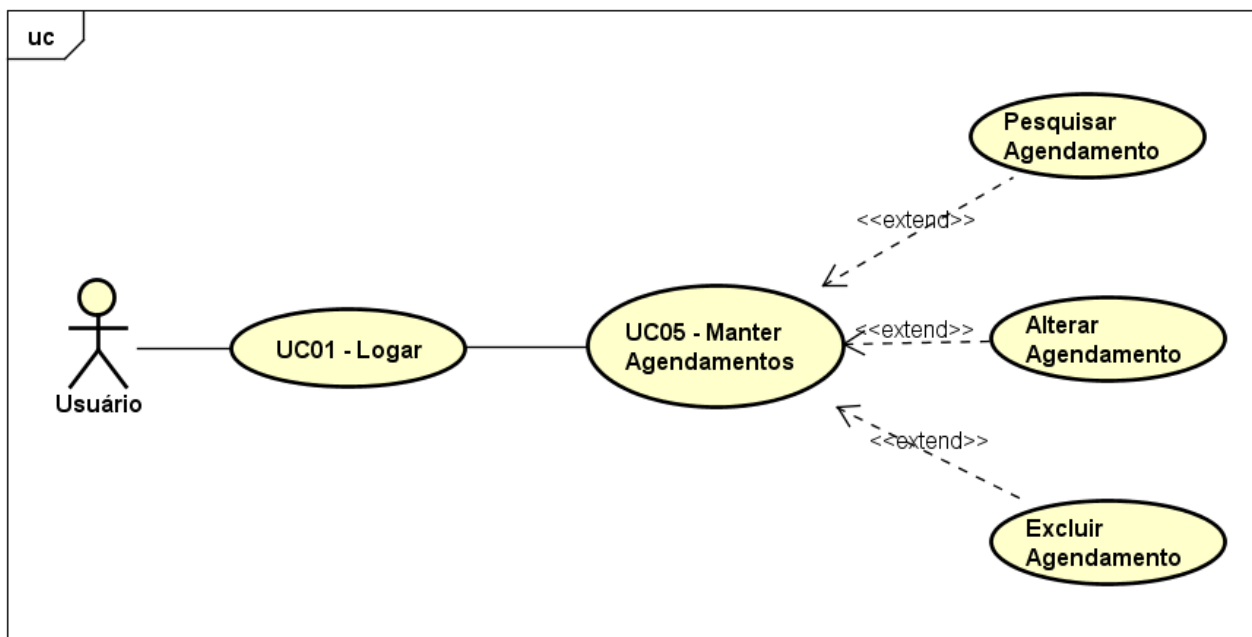 uc
Pesquisar
Agendamento
<<extend>>
Usuário
UC01 - Logar
UC05 - Manter
Agendamentos
<<extend>>
Alterar
Agendamento
<<extend>>
Excluir
Agendamento